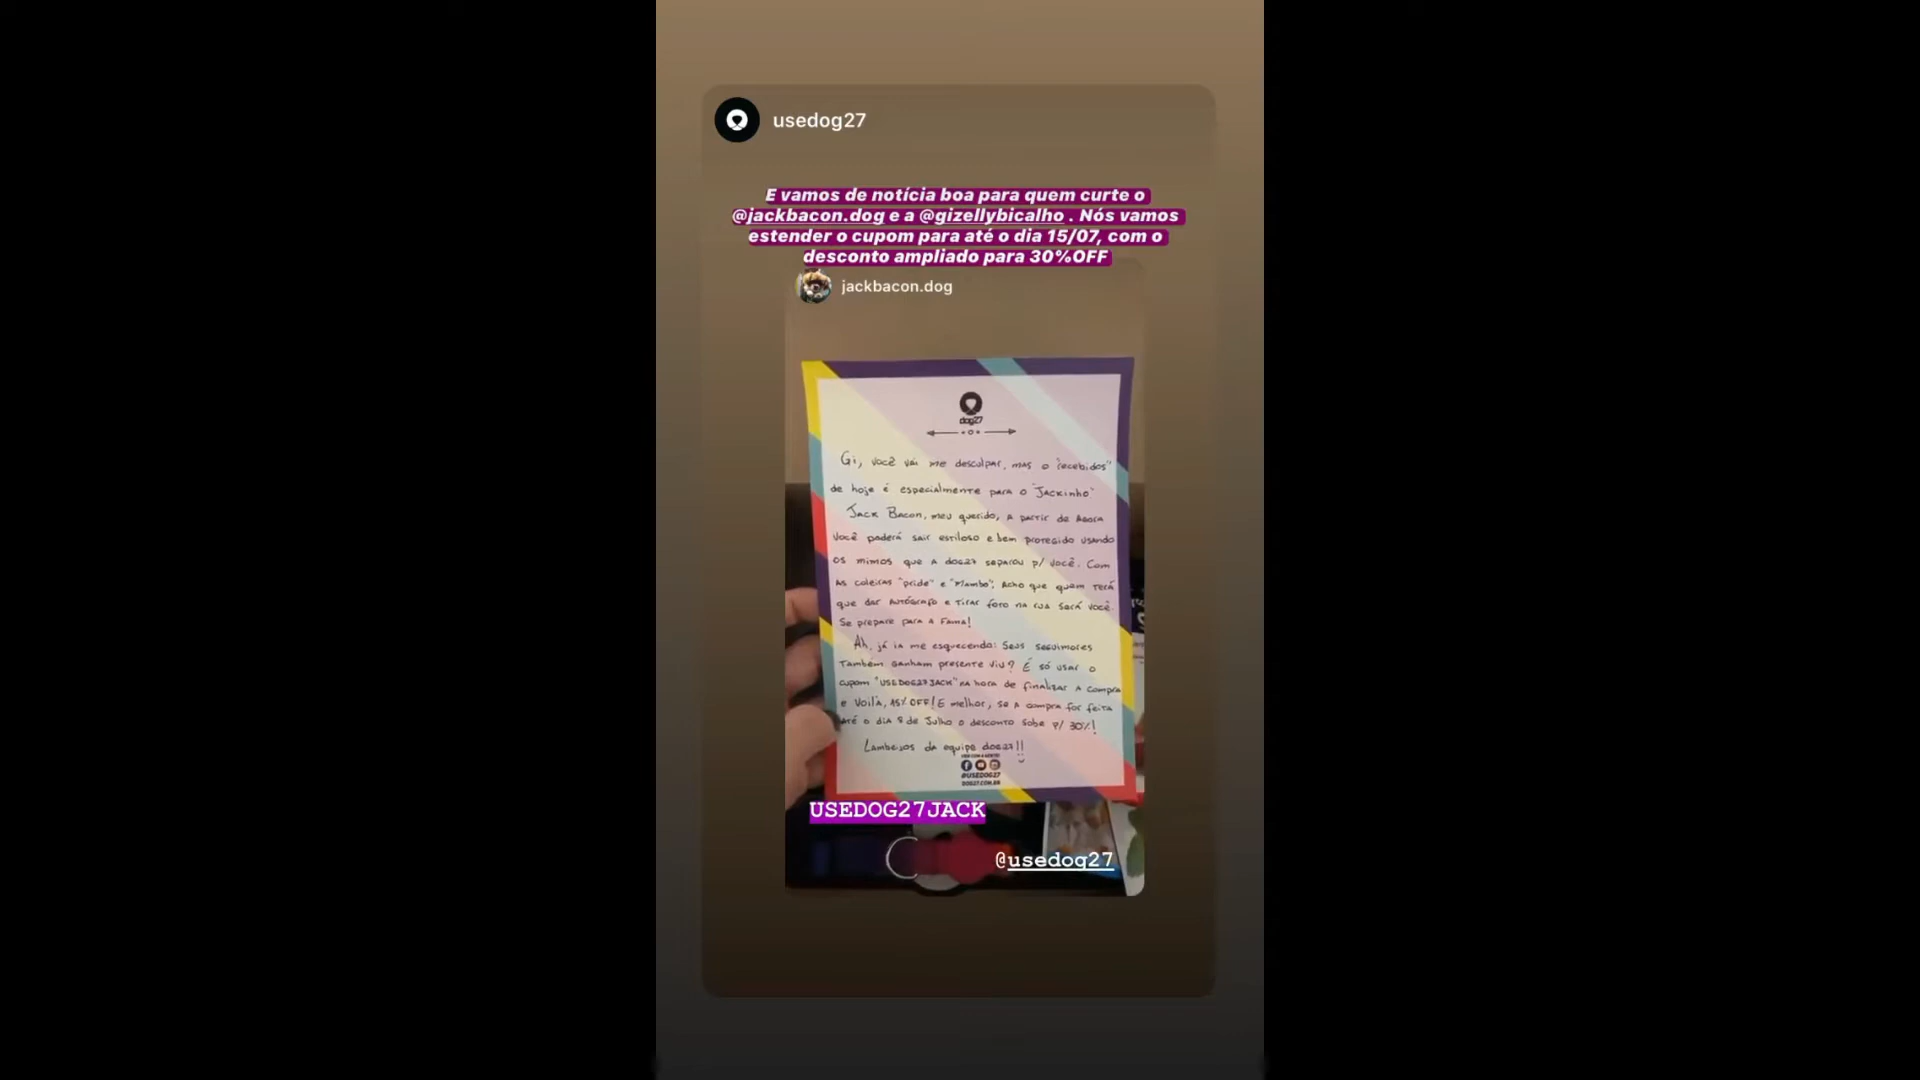 usedog27
E vamos de notícia boa para quem curte o
@jackbacon.dog e a @gizellybicalho . Nós vamos
estender o cupom para até o dia 15/07, com o
desconto ampliado para 30%OFF
jackbacon.dog
dog27
Gi, você vai me desculpar, mas o "recebidos"
de hoje é especialmente para o "Jackinho"
Jack Bacon, meu querido, a partir de agora
você poderá sair estiloso e bem protegido usando
os mimos que a dog27 separou p/ você. Com
as coleiras "pride" e "Mambo", acho que quem terá
que dar autógrafo e tirar foto na rua será você.
Se prepare para a fama!
Ah, já ia me esquecendo: Seus seguimores
também ganham presente viu? É só usar o
cupom "USEDOG27JACK" na hora de finalizar a compra
e Voilà, 15% OFF! E melhor, se a compra for feita
até o dia 8 de Julho o desconto sobe p/ 30%!
Lambeijos da equipe dog27!!
@USEDOG27
DOG27.COM.BR
USEDOG27JACK
@usedog27